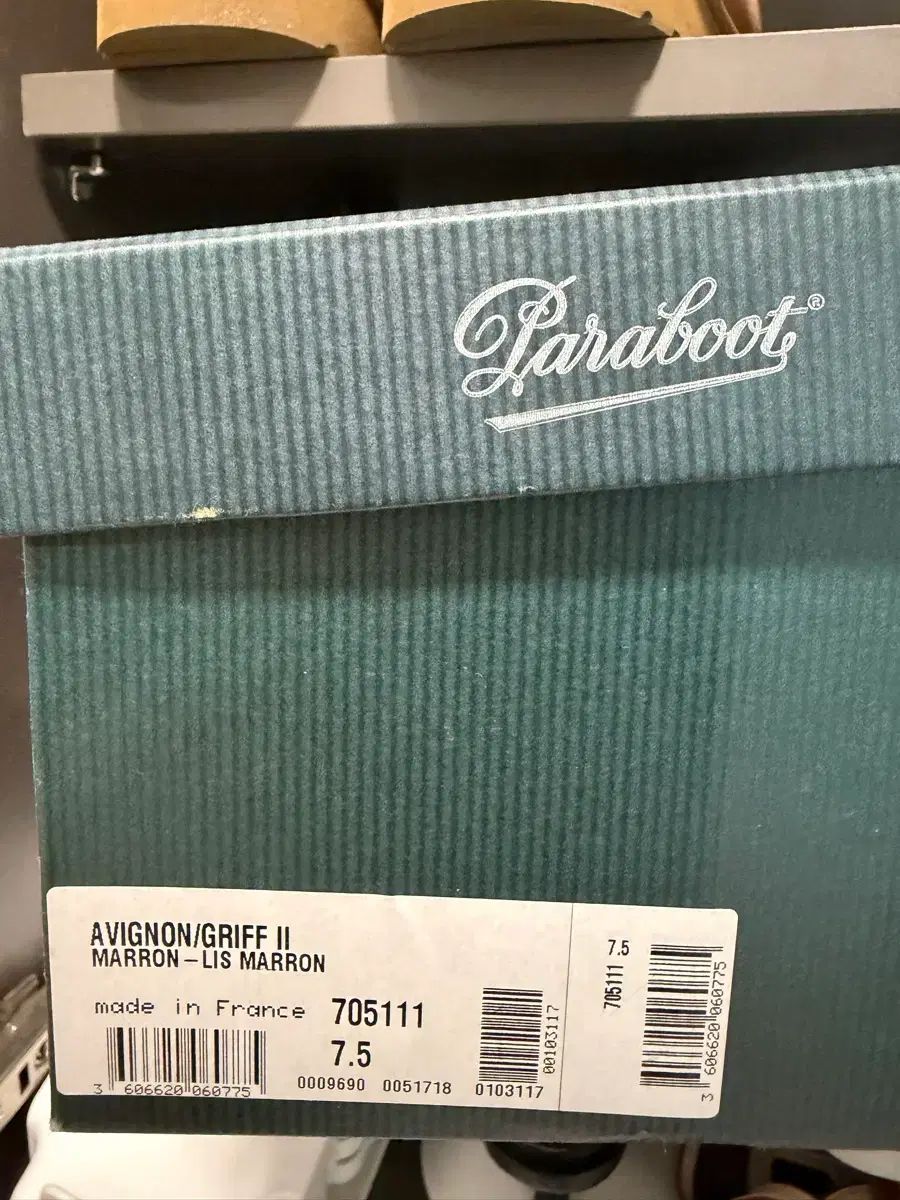 Paraboot®
AVIGNON/GRIFF II
MARRON – LIS MARRON
made in France 705111
7.5
3 606620 060775
0009690 0051718 0103117
00103117
7.5
705111
3 606620 060775